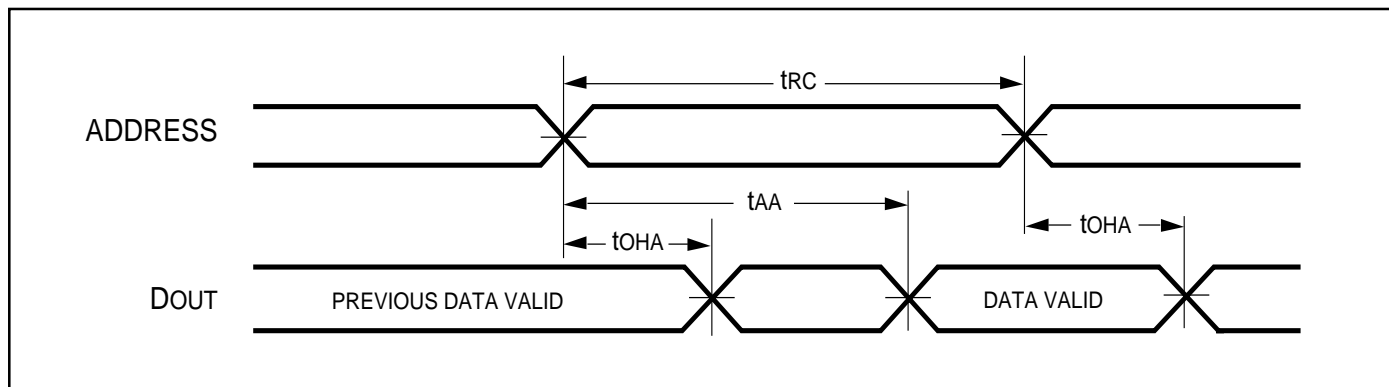 tRC
ADDRESS
tAA
tOHA
tOHA
DOUT
PREVIOUS DATA VALID
DATA VALID